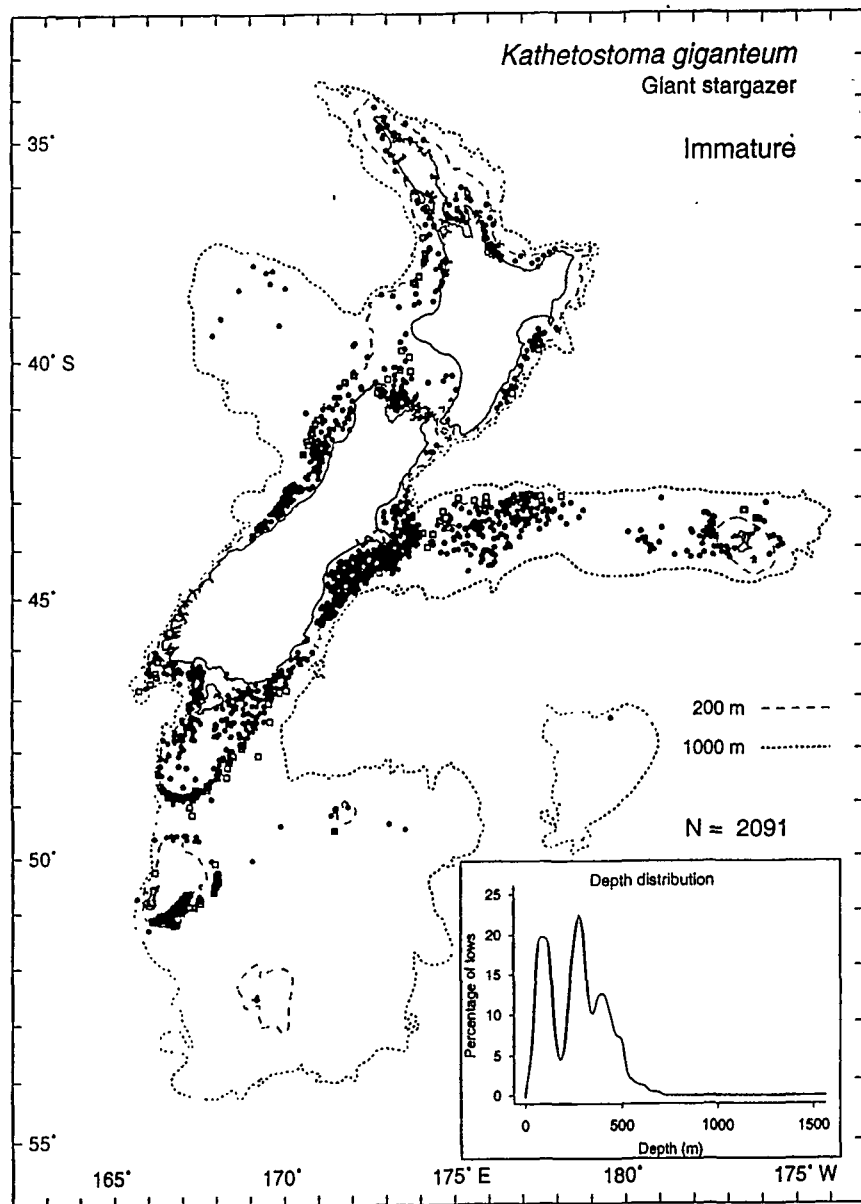 Kathetostoma giganteum
Giant stargazer
Immature
35°
40° S
45°
50°
55°
200 m
1000 m
N = 2091
Depth distribution
Percentage of tows
25
20
15
10
5
0
0 500 1000 1500
Depth (m)
165° 170° 175° E 180° 175° W